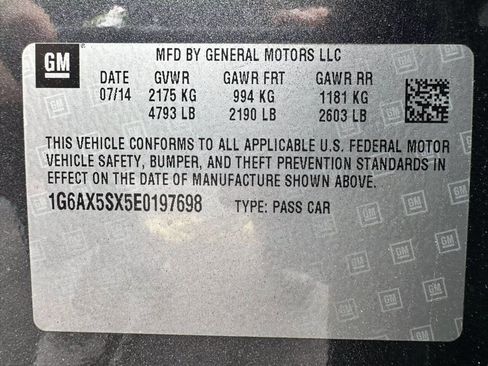 GM
MFD BY GENERAL MOTORS LLC
DATE GVWR GAWR FRT GAWR RR
07/14 2175 KG 994 KG 1181 KG
4793 LB 2190 LB 2603 LB
THIS VEHICLE CONFORMS TO ALL APPLICABLE U.S. FEDERAL MOTOR
VEHICLE SAFETY, BUMPER, AND THEFT PREVENTION STANDARDS IN
EFFECT ON THE DATE OF MANUFACTURE SHOWN ABOVE.
1G6AX5SX5E0197698 TYPE: PASS CAR